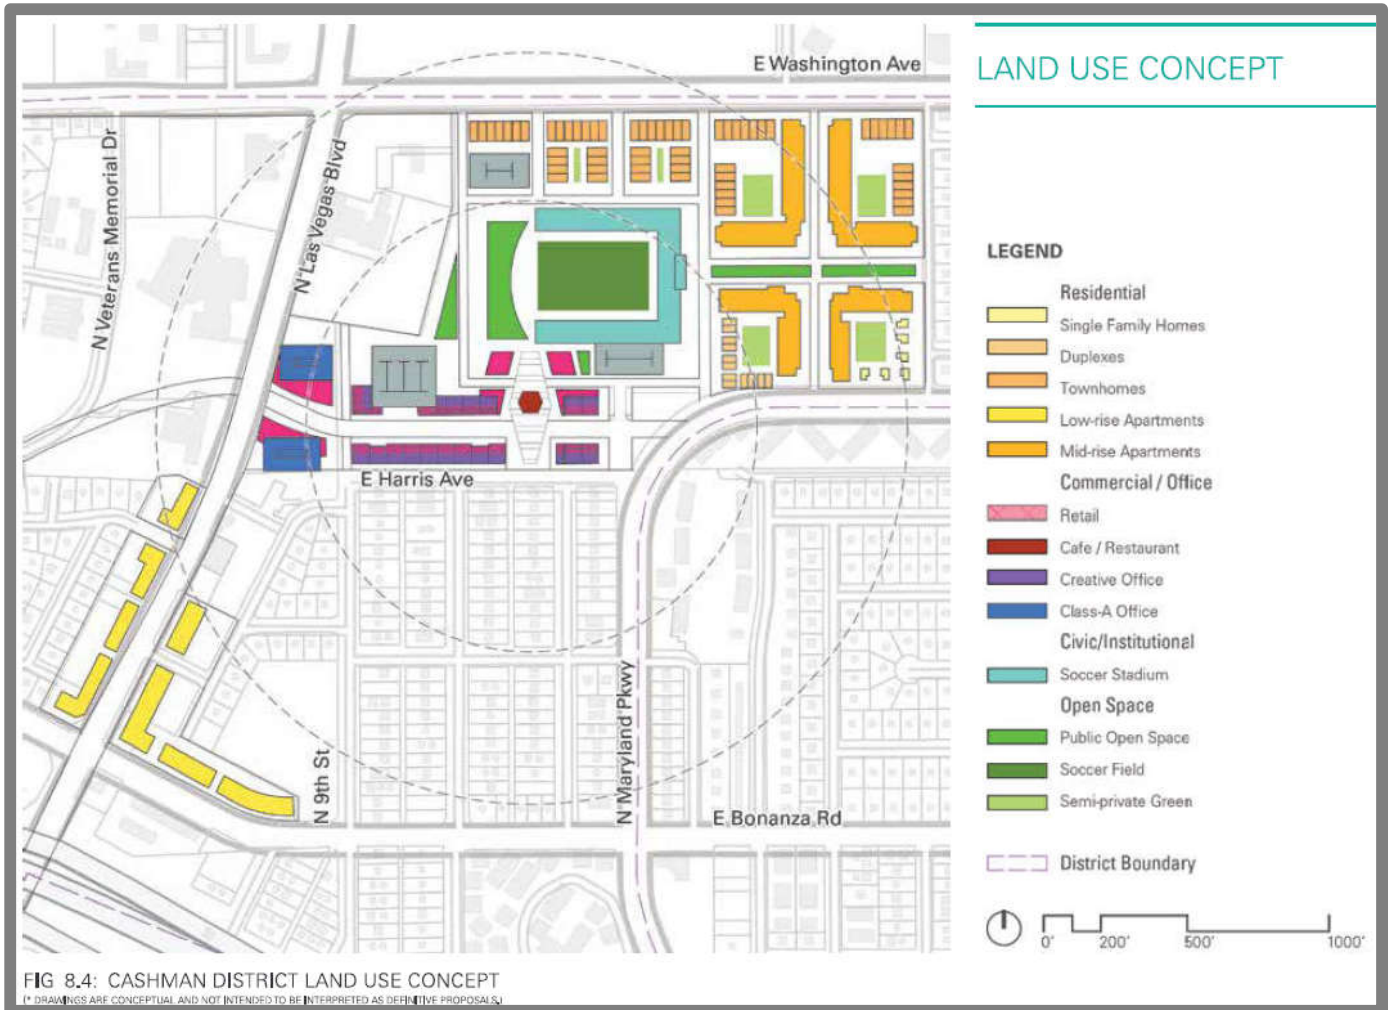 E Washington Ave
LAND USE CONCEPT
N Veterans Memorial Dr
N Las Vegas Blvd
E Harris Ave
N 9th St
N Maryland Pkwy
E Bonanza Rd
LEGEND
Residential
Single Family Homes
Duplexes
Townhomes
Low-rise Apartments
Mid-rise Apartments
Commercial / Office
Retail
Cafe / Restaurant
Creative Office
Class-A Office
Civic/Institutional
Soccer Stadium
Open Space
Public Open Space
Soccer Field
Semi-private Green
District Boundary
0' 200' 500' 1000'
FIG 8.4: CASHMAN DISTRICT LAND USE CONCEPT
(* DRAWINGS ARE CONCEPTUAL AND NOT INTENDED TO BE INTERPRETED AS DEFINITIVE PROPOSALS.)